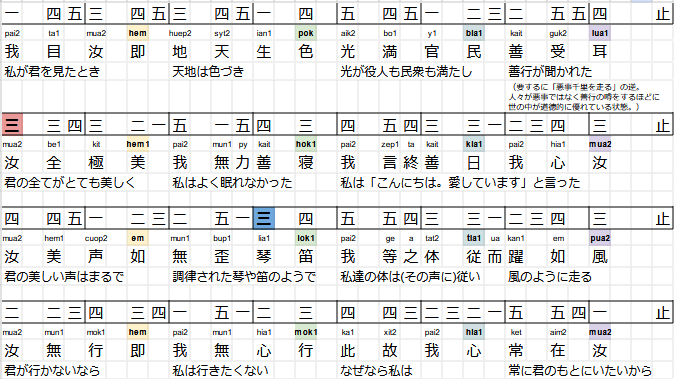 一 四 五 三 四 三 四 五 一 四 五 四 五 一 二 三 四 五 五 四 止
pai2 ta1 mua2 hem huep2 syt2 ian1 pok aik2 bo1 y1 bia1 kait guk2 lua1
我 目 汝 即 地 天 生 色 光 満 官 民 善 受 耳
私が君を見たとき 天地は色づき 光が役人も民衆も満たし 善行が聞かれた
（要するに「悪事千里を走る」の逆。
人々が悪事ではなく善行の噂をするほどに
世の中が道徳的に優れている状態。）
三 三 四 三 二 一 五 一 五 四 三 四 四 三 三 一 二 四 三 止
mua2 be1 kit hem1 pai2 mun1 py kait hok1 pai2 zep1 ta kait kia1 pai2 hia1 mua2
汝 全 極 美 我 無 力 善 寝 我 言 終 善 日 我 心 汝
君の全てがとても美しく 私はよく眠れなかった 私は「こんにちは。愛しています」と言った
四 四 五 一 二 三 二 五 三 四 五 五 四 三 三 一 二 四 三 止
mua2 hem1 cuop2 em mun1 bup1 lia1 lok1 pai2 ge a tat2 tia1 ua kan1 em pua2
汝 美 声 如 無 歪 琴 笛 我 等 之 体 従 而 躍 如 風
君の美しい声はまるで 調律された琴や笛のようで 私達の体は(その声に)従い 風のように走る
二 二 三 四 三 四 一 五 一 四 四 五 三 二 二 一 五 五 四 止
mua2 mun1 mok1 hem pai2 mun1 hia1 mok1 ka1 xit2 pai2 hia1 ket aim2 mua2
汝 無 行 即 我 無 心 行 此 故 我 心 常 在 汝
君が行かないなら 私は行きたくない なぜなら私は 常に君のもとにいたいから